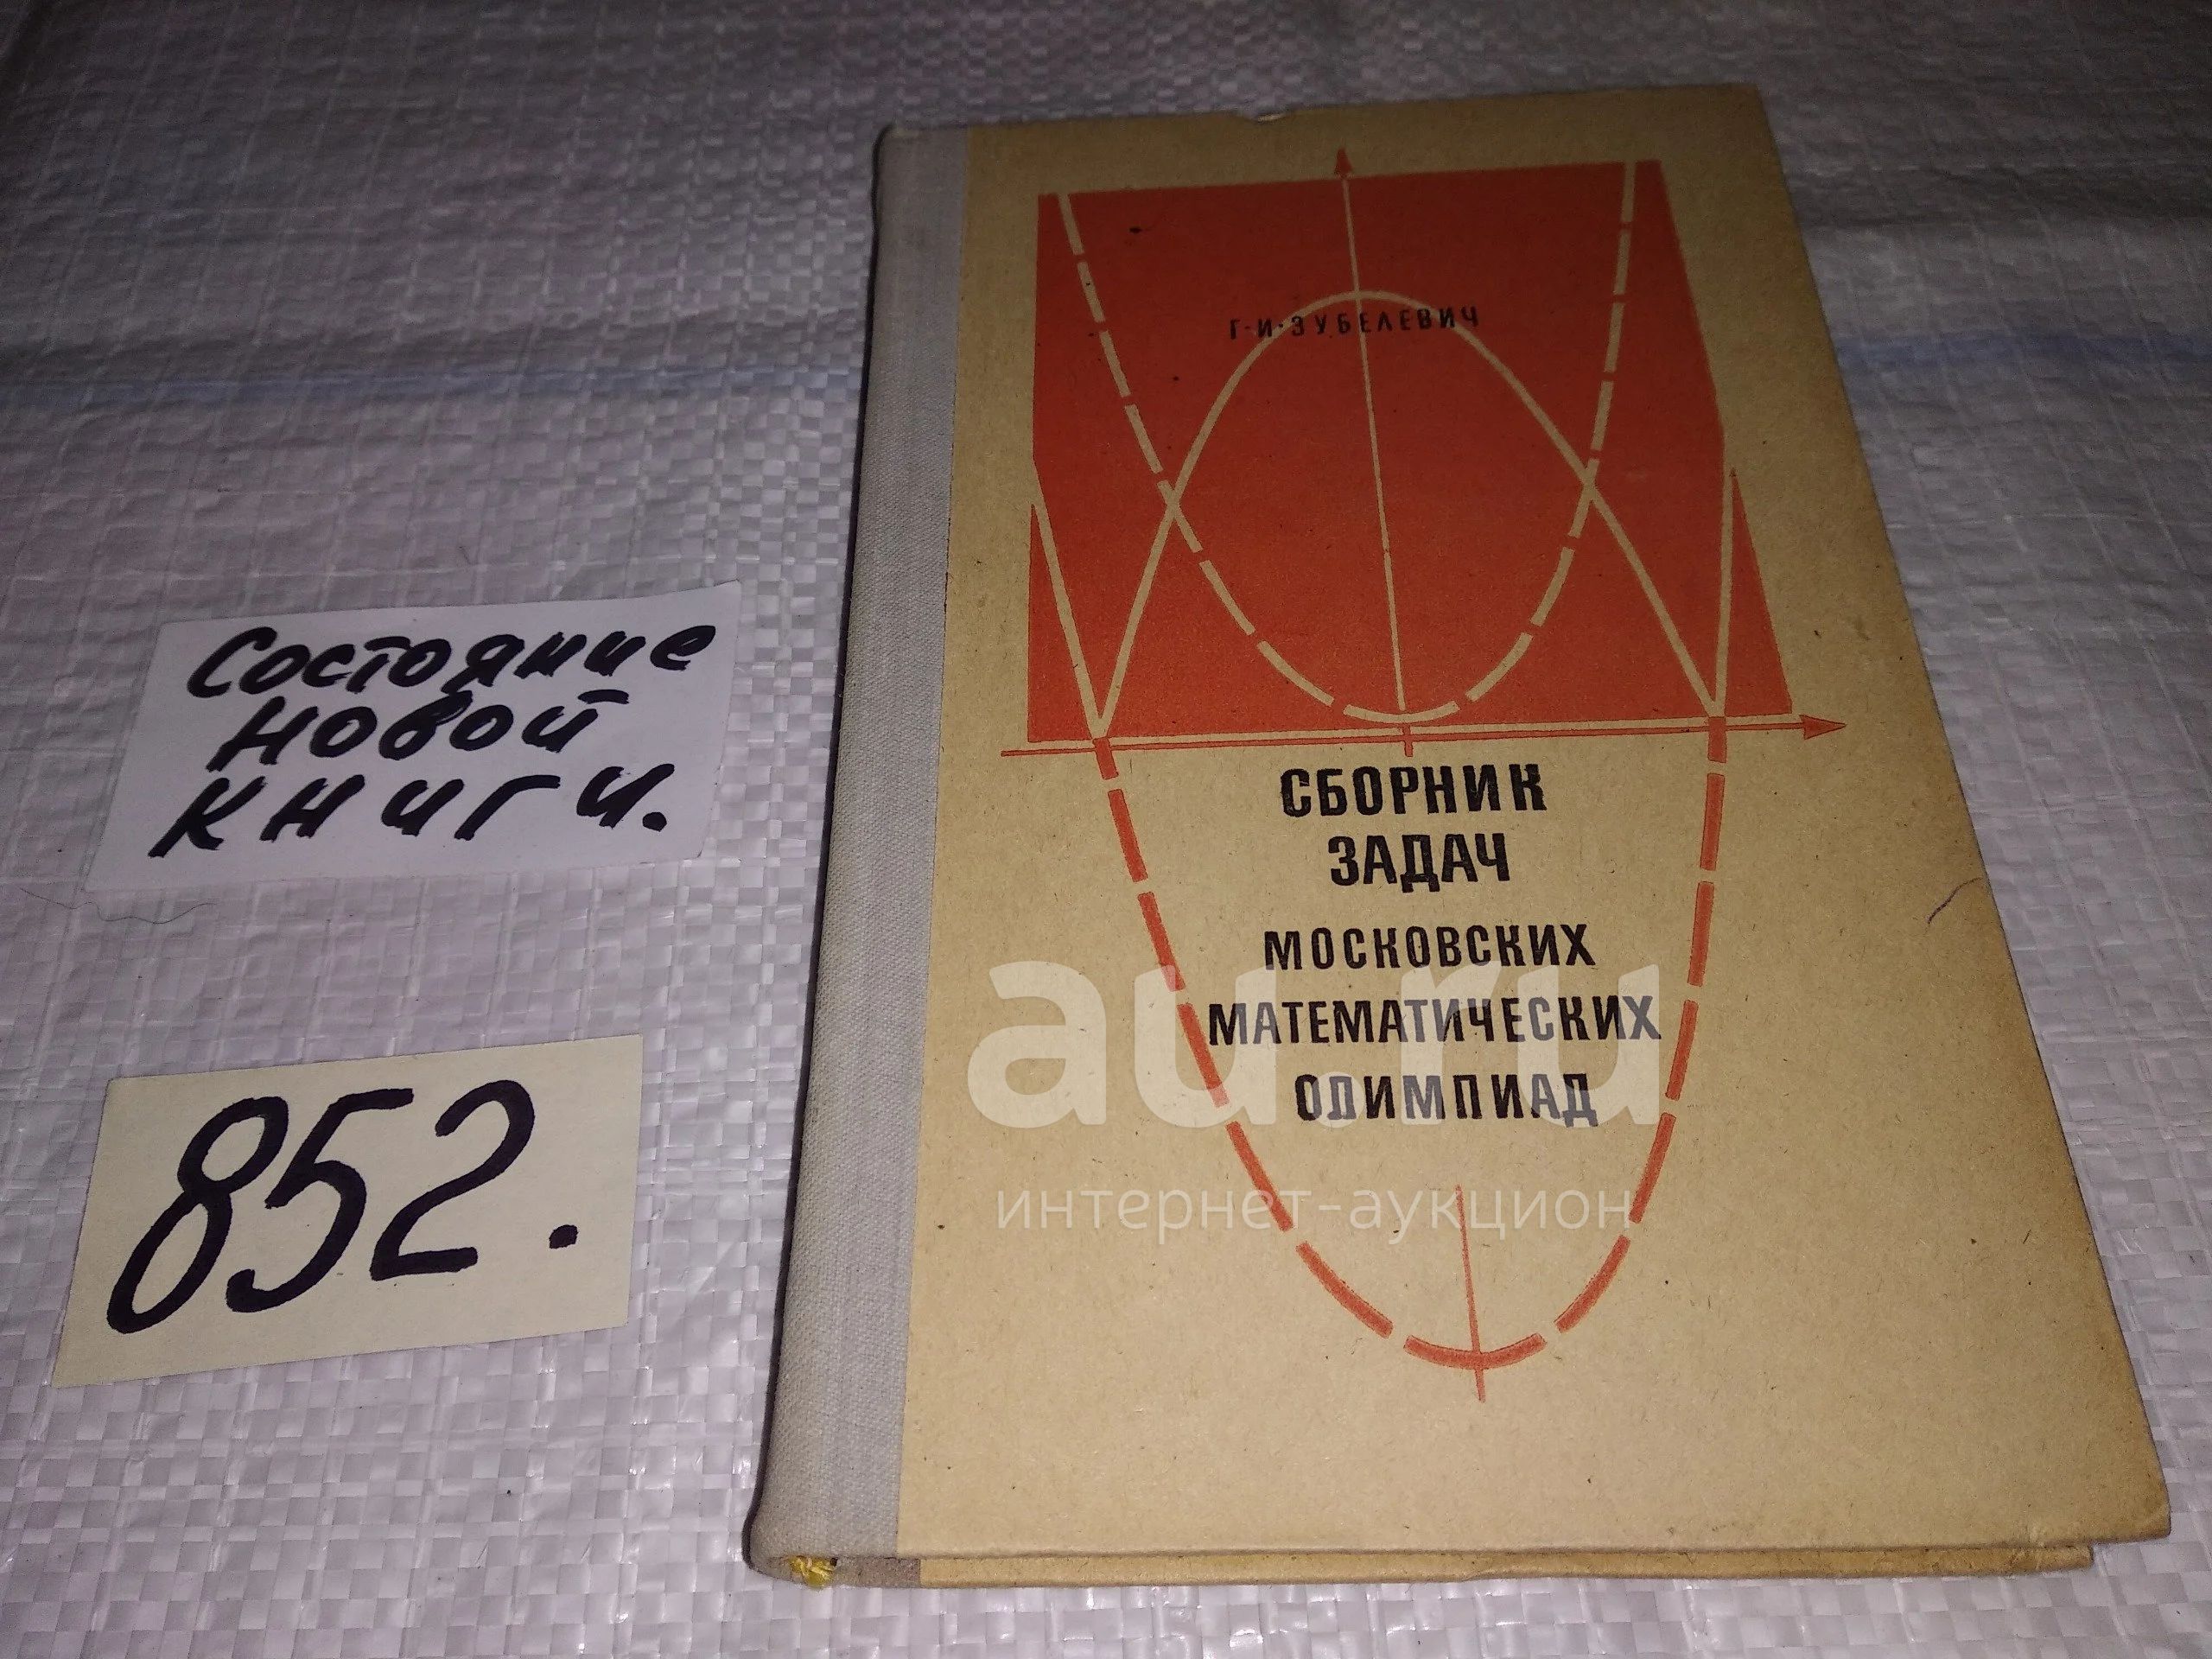 Г·И·ЗУБЕЛЕВИЧ
СБОРНИК
ЗАДАЧ
МОСКОВСКИХ
МАТЕМАТИЧЕСКИХ
ОЛИМПИАД
Состояние
новой
книги.
852.
au.ru
интернет-аукцион